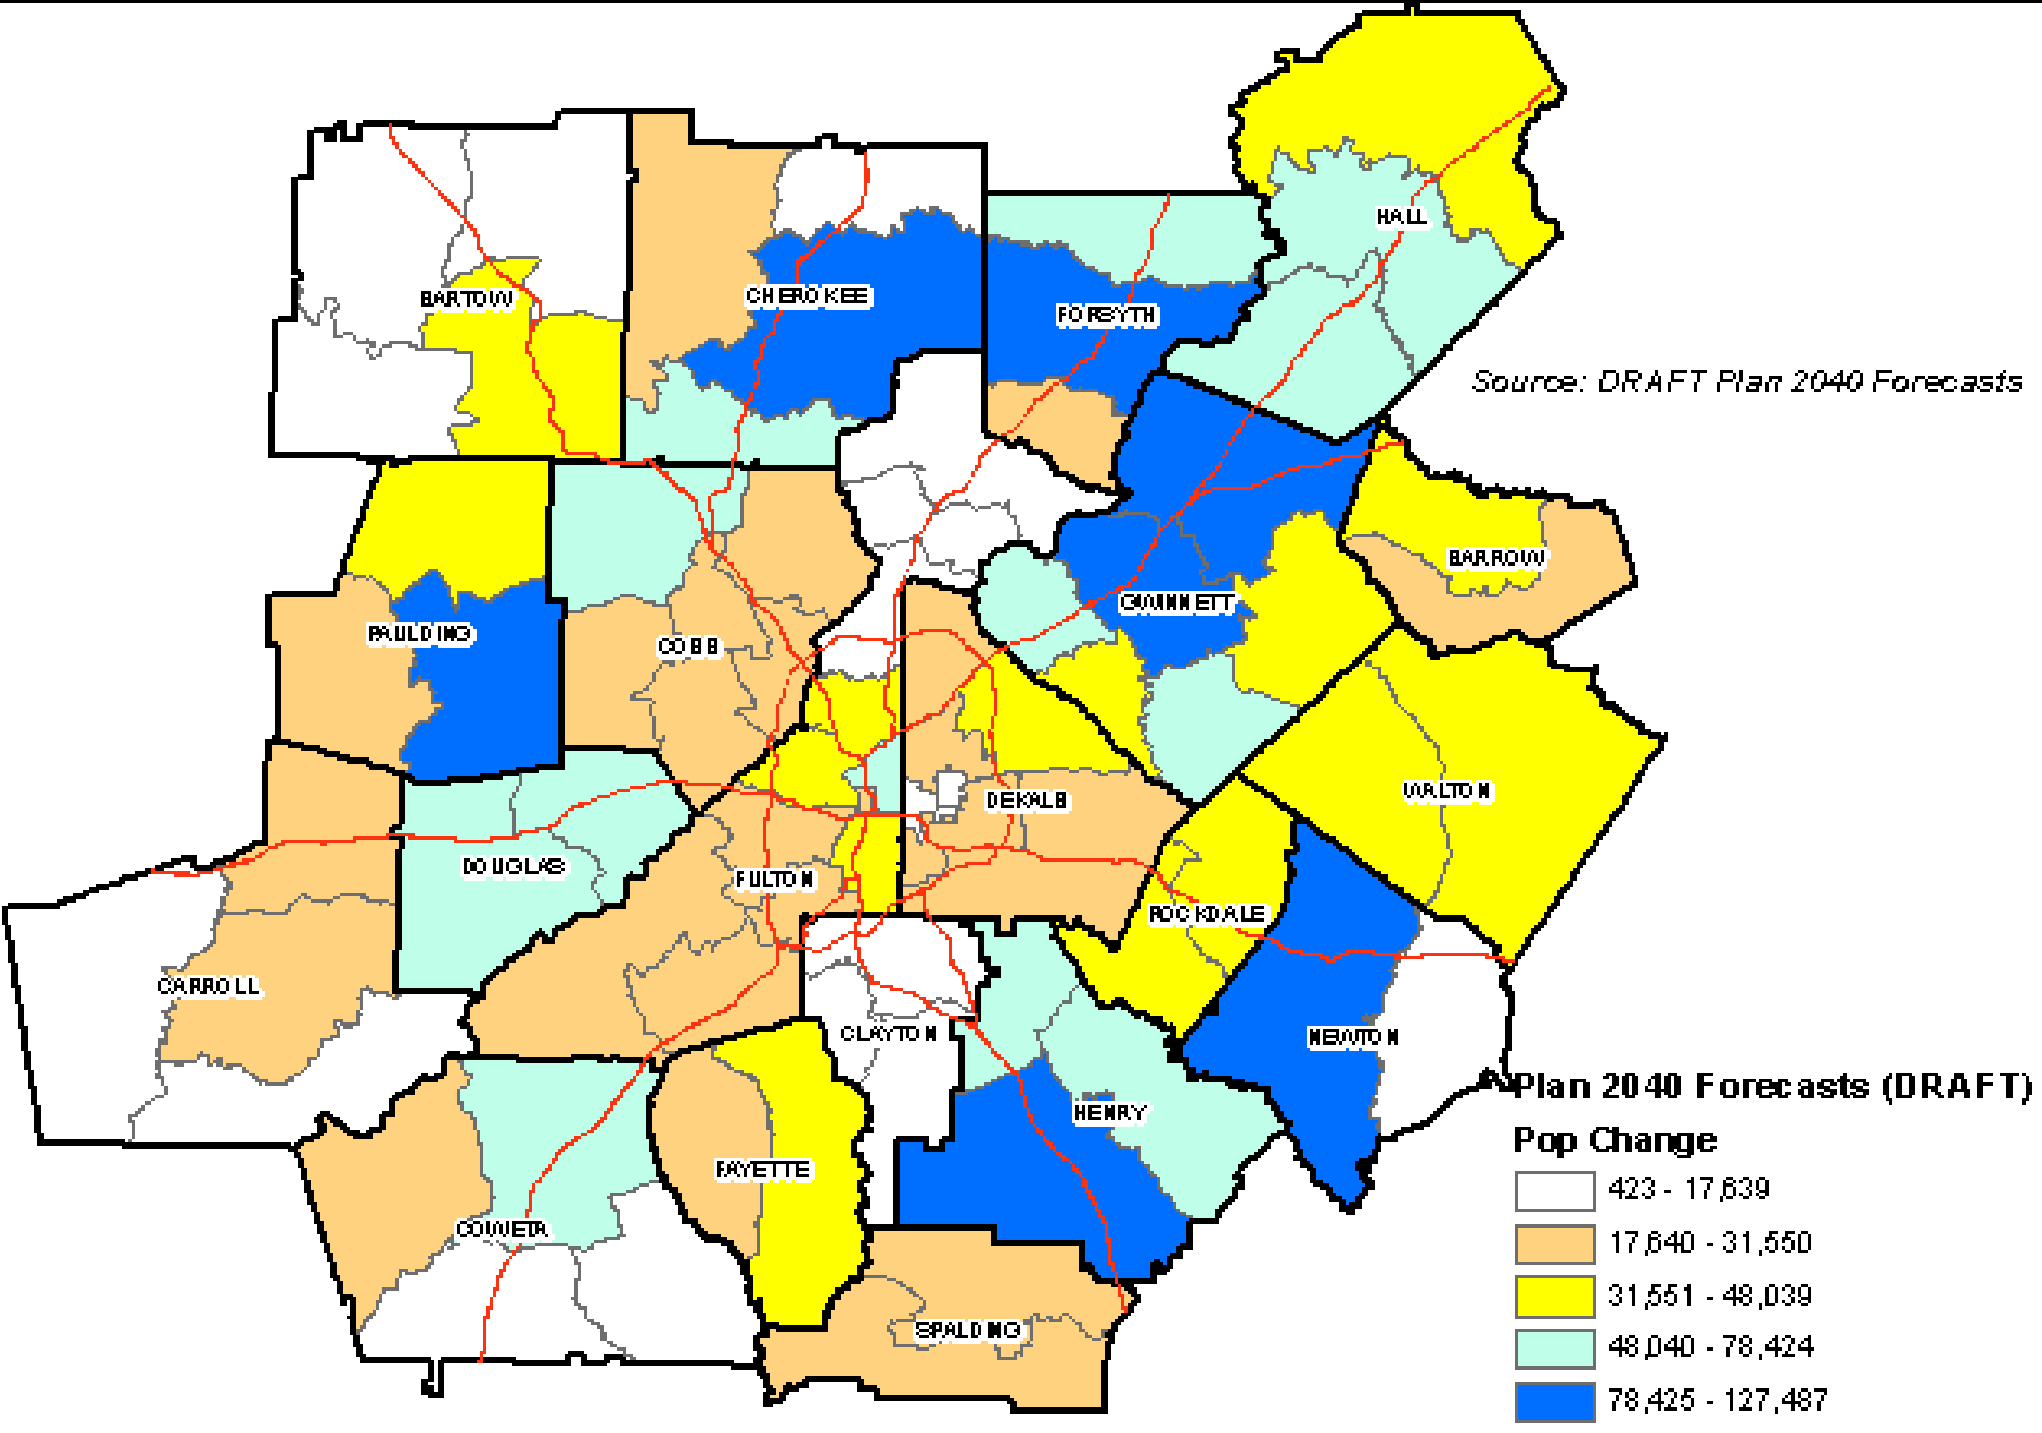 HALL
BARTOW
CHEROKEE
FORSYTH
Source: DRAFT Plan 2040 Forecasts
BARROW
GWINNETT
PAULDING
COBB
WALTON
DEKALB
DOUGLAS
FULTON
ROCKDALE
CARROLL
CLAYTON
NEWTON
Plan 2040 Forecasts (DRAFT)
HENRY
Pop Change
FAYETTE
423 - 17,639
COWETA
17,640 - 31,550
31,551 - 48,039
SPALDING
48,040 - 78,424
78,425 - 127,487